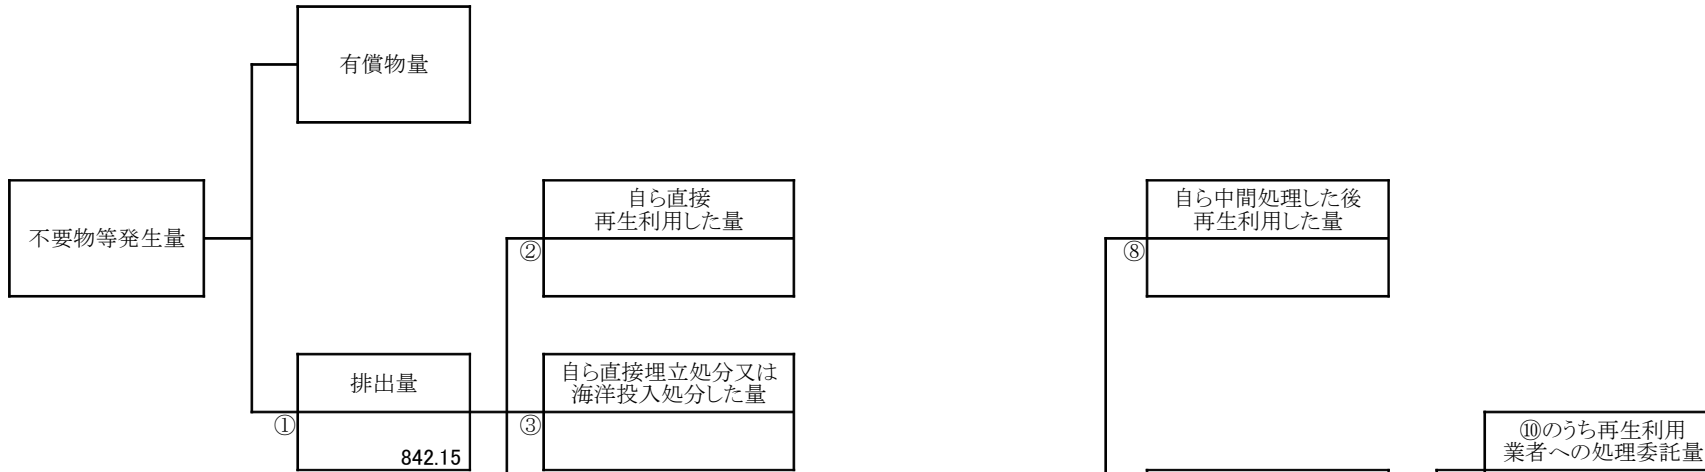 有償物量
自ら直接
再生利用した量
自ら中間処理した後
再生利用した量
不要物等発生量
②
⑧
排出量
自ら直接埋立処分又は
海洋投入処分した量
①
③
842.15
⑩のうち再生利用
業者への処理委託量